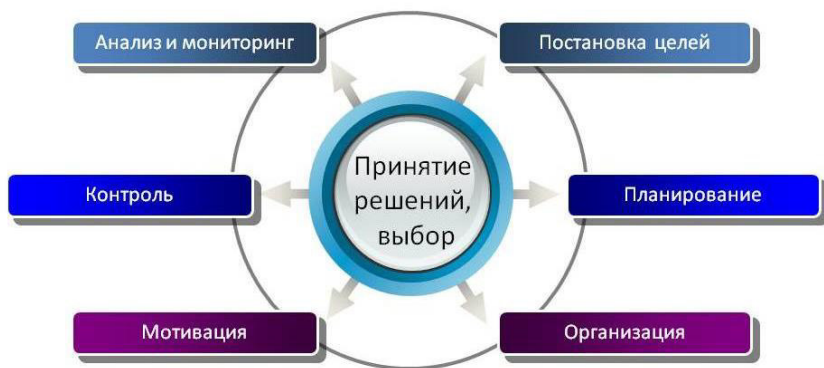 Анализ и мониторинг
Постановка целей
Принятие
решений,
выбор
Контроль
Планирование
Мотивация
Организация